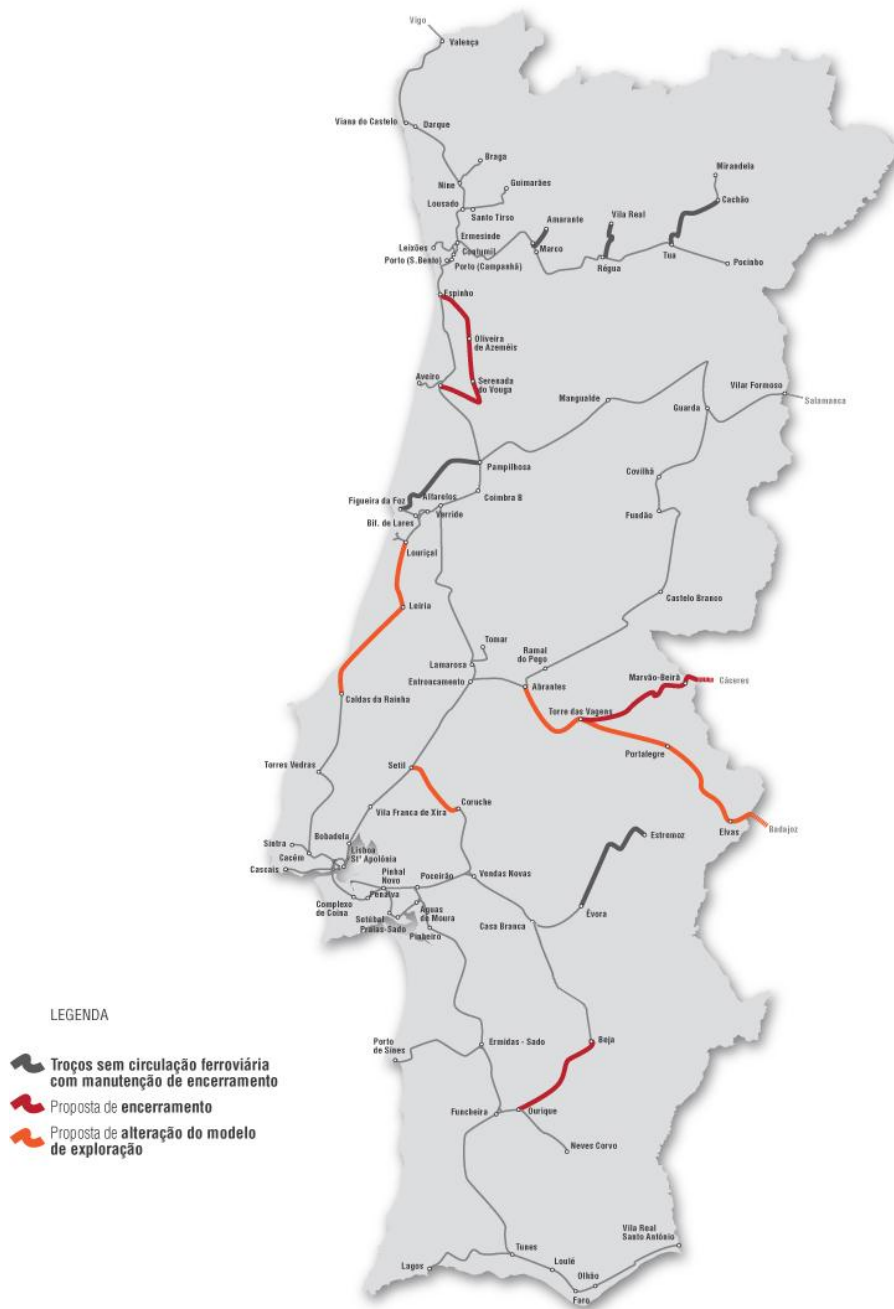 Vigo
Valença
Viana do Castelo
Darque
Braga
Nine
Guimarães
Mirandela
Lousado
Santo Tirso
Cachão
Amarante
Vila Real
Ermesinde
Leixões
Contumil
Marco
Porto (S.Bento)
Porto (Campanhã)
Régua
Tua
Pocinho
Espinho
Oliveira
de Azeméis
Aveiro
Serenada
do Vouga
Vilar Formoso
Mangualde
Salamanca
Guarda
Pampilhosa
Covilhã
Alfarelos
Coimbra B
Figueira da Foz
Verride
Fundão
Bif. de Lares
Louriçal
Castelo Branco
Leiria
Tomar
Ramal
do Pego
Lamarosa
Marvão-Beirã
Cáceres
Entroncamento
Abrantes
Caldas da Rainha
Torre das Vagens
Portalegre
Torres Vedras
Setil
Coruche
Vila Franca de Xira
Elvas
Badajoz
Estremoz
Sintra
Bobadela
Lisboa
Stª Apolónia
Cacém
Cascais
Pinhal
Novo
Poceirão
Vendas Novas
Penalva
Complexo
de Coina
Águas
de Moura
Évora
Setúbal
Praias-Sado
Casa Branca
Pinheiro
LEGENDA
Troços sem circulação ferroviária
com manutenção de encerramento
Proposta de encerramento
Proposta de alteração do modelo
de exploração
Porto
de Sines
Ermidas - Sado
Beja
Funcheira
Ourique
Neves Corvo
Vila Real
Santo António
Tunes
Lagos
Loulé
Olhão
Faro